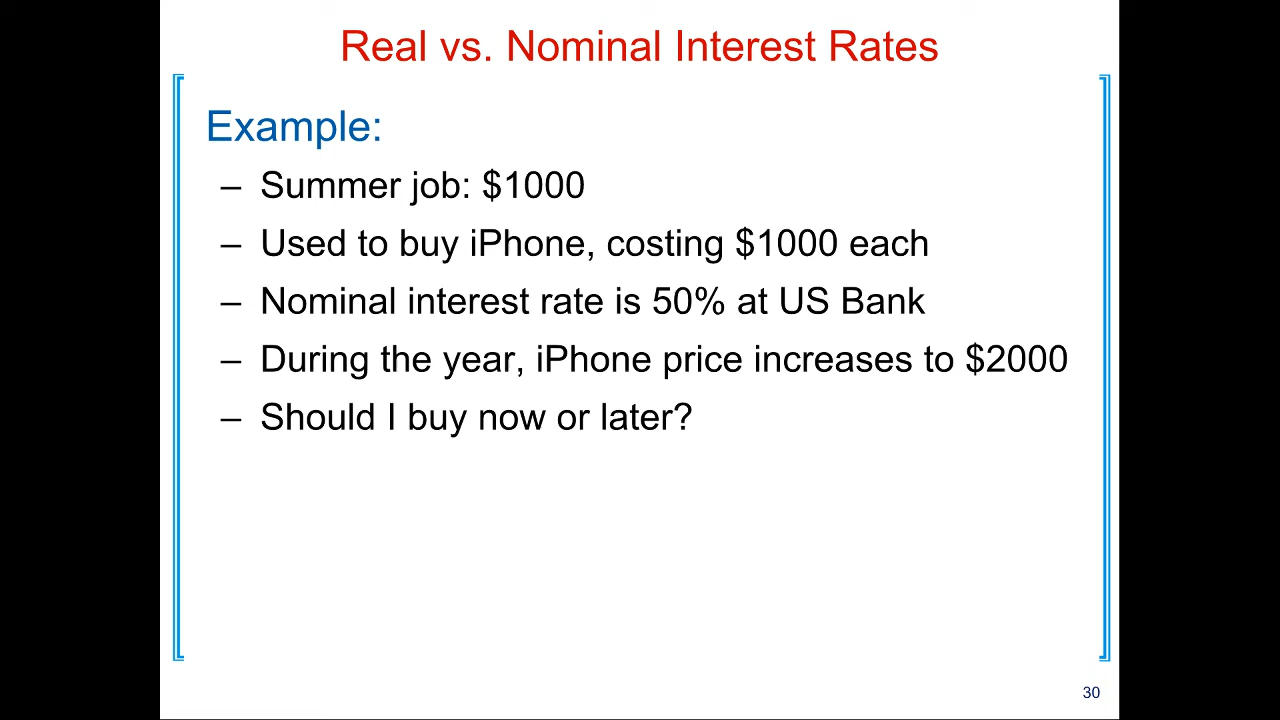 Real vs. Nominal Interest Rates
Example:
– Summer job: $1000
– Used to buy iPhone, costing $1000 each
– Nominal interest rate is 50% at US Bank
– During the year, iPhone price increases to $2000
– Should I buy now or later?
30